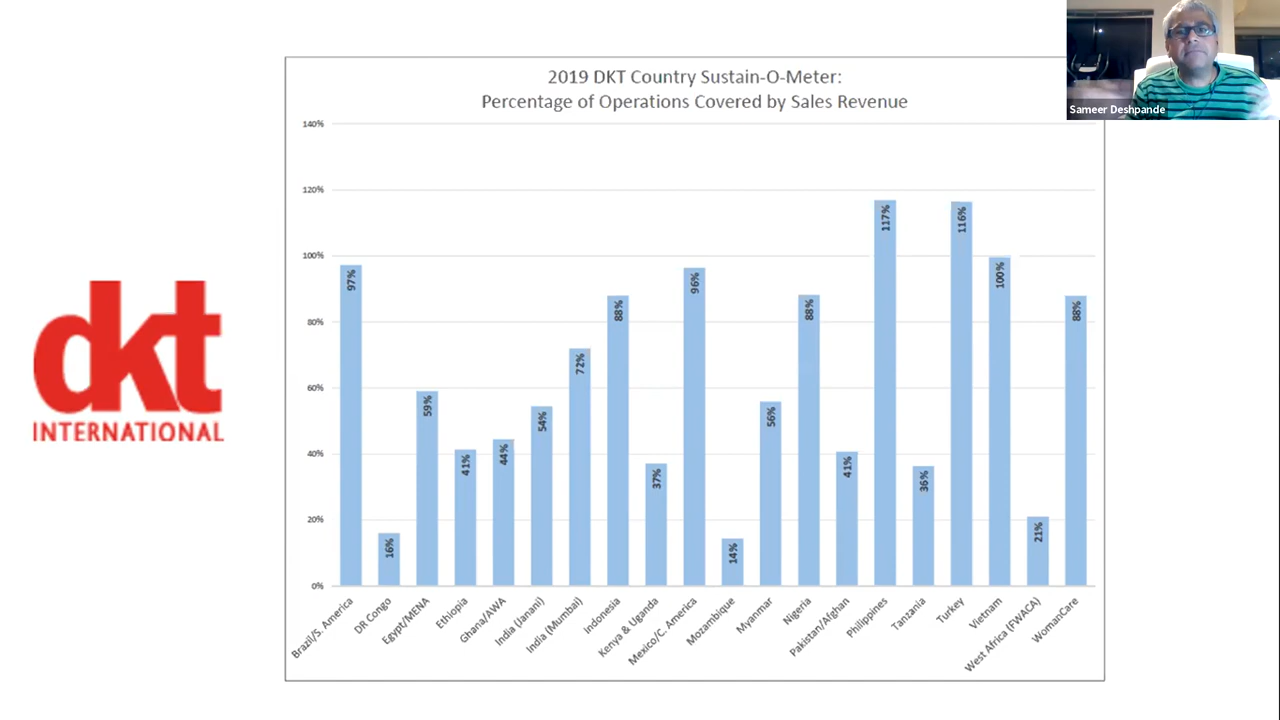 2019 DKT Country Sustain-O-Meter:
Percentage of Operations Covered by Sales Revenue
Sameer Deshpande
140%
120%
100%
80%
60%
40%
20%
0%
97%
16%
59%
41%
44%
54%
72%
88%
37%
96%
14%
56%
88%
41%
117%
36%
116%
100%
21%
88%
Brazil/S. America
DR Congo
Egypt/MENA
Ethiopia
Ghana/AWA
India (Janani)
India (Mumbai)
Indonesia
Kenya & Uganda
Mexico/C. America
Mozambique
Myanmar
Nigeria
Pakistan/Afghan
Philippines
Tanzania
Turkey
Vietnam
West Africa (FWACA)
WomanCare
dkt
INTERNATIONAL